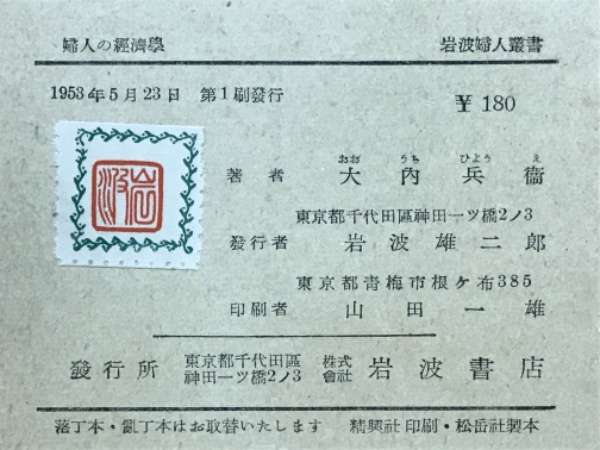 婦人の經濟學 岩波婦人叢書
1953年5月23日 第1刷發行 ¥180
おお うち ひょう え
著者 大內兵衞
東京都千代田區神田一ツ橋2ノ3
發行者 岩波雄二郎
東京都青梅市根ヶ布385
印刷者 山田一雄
發行所 東京都千代田區神田一ツ橋2ノ3 株式會社 岩波書店
落丁本・亂丁本はお取替いたします 精興社印刷・松岳社製本
岩波